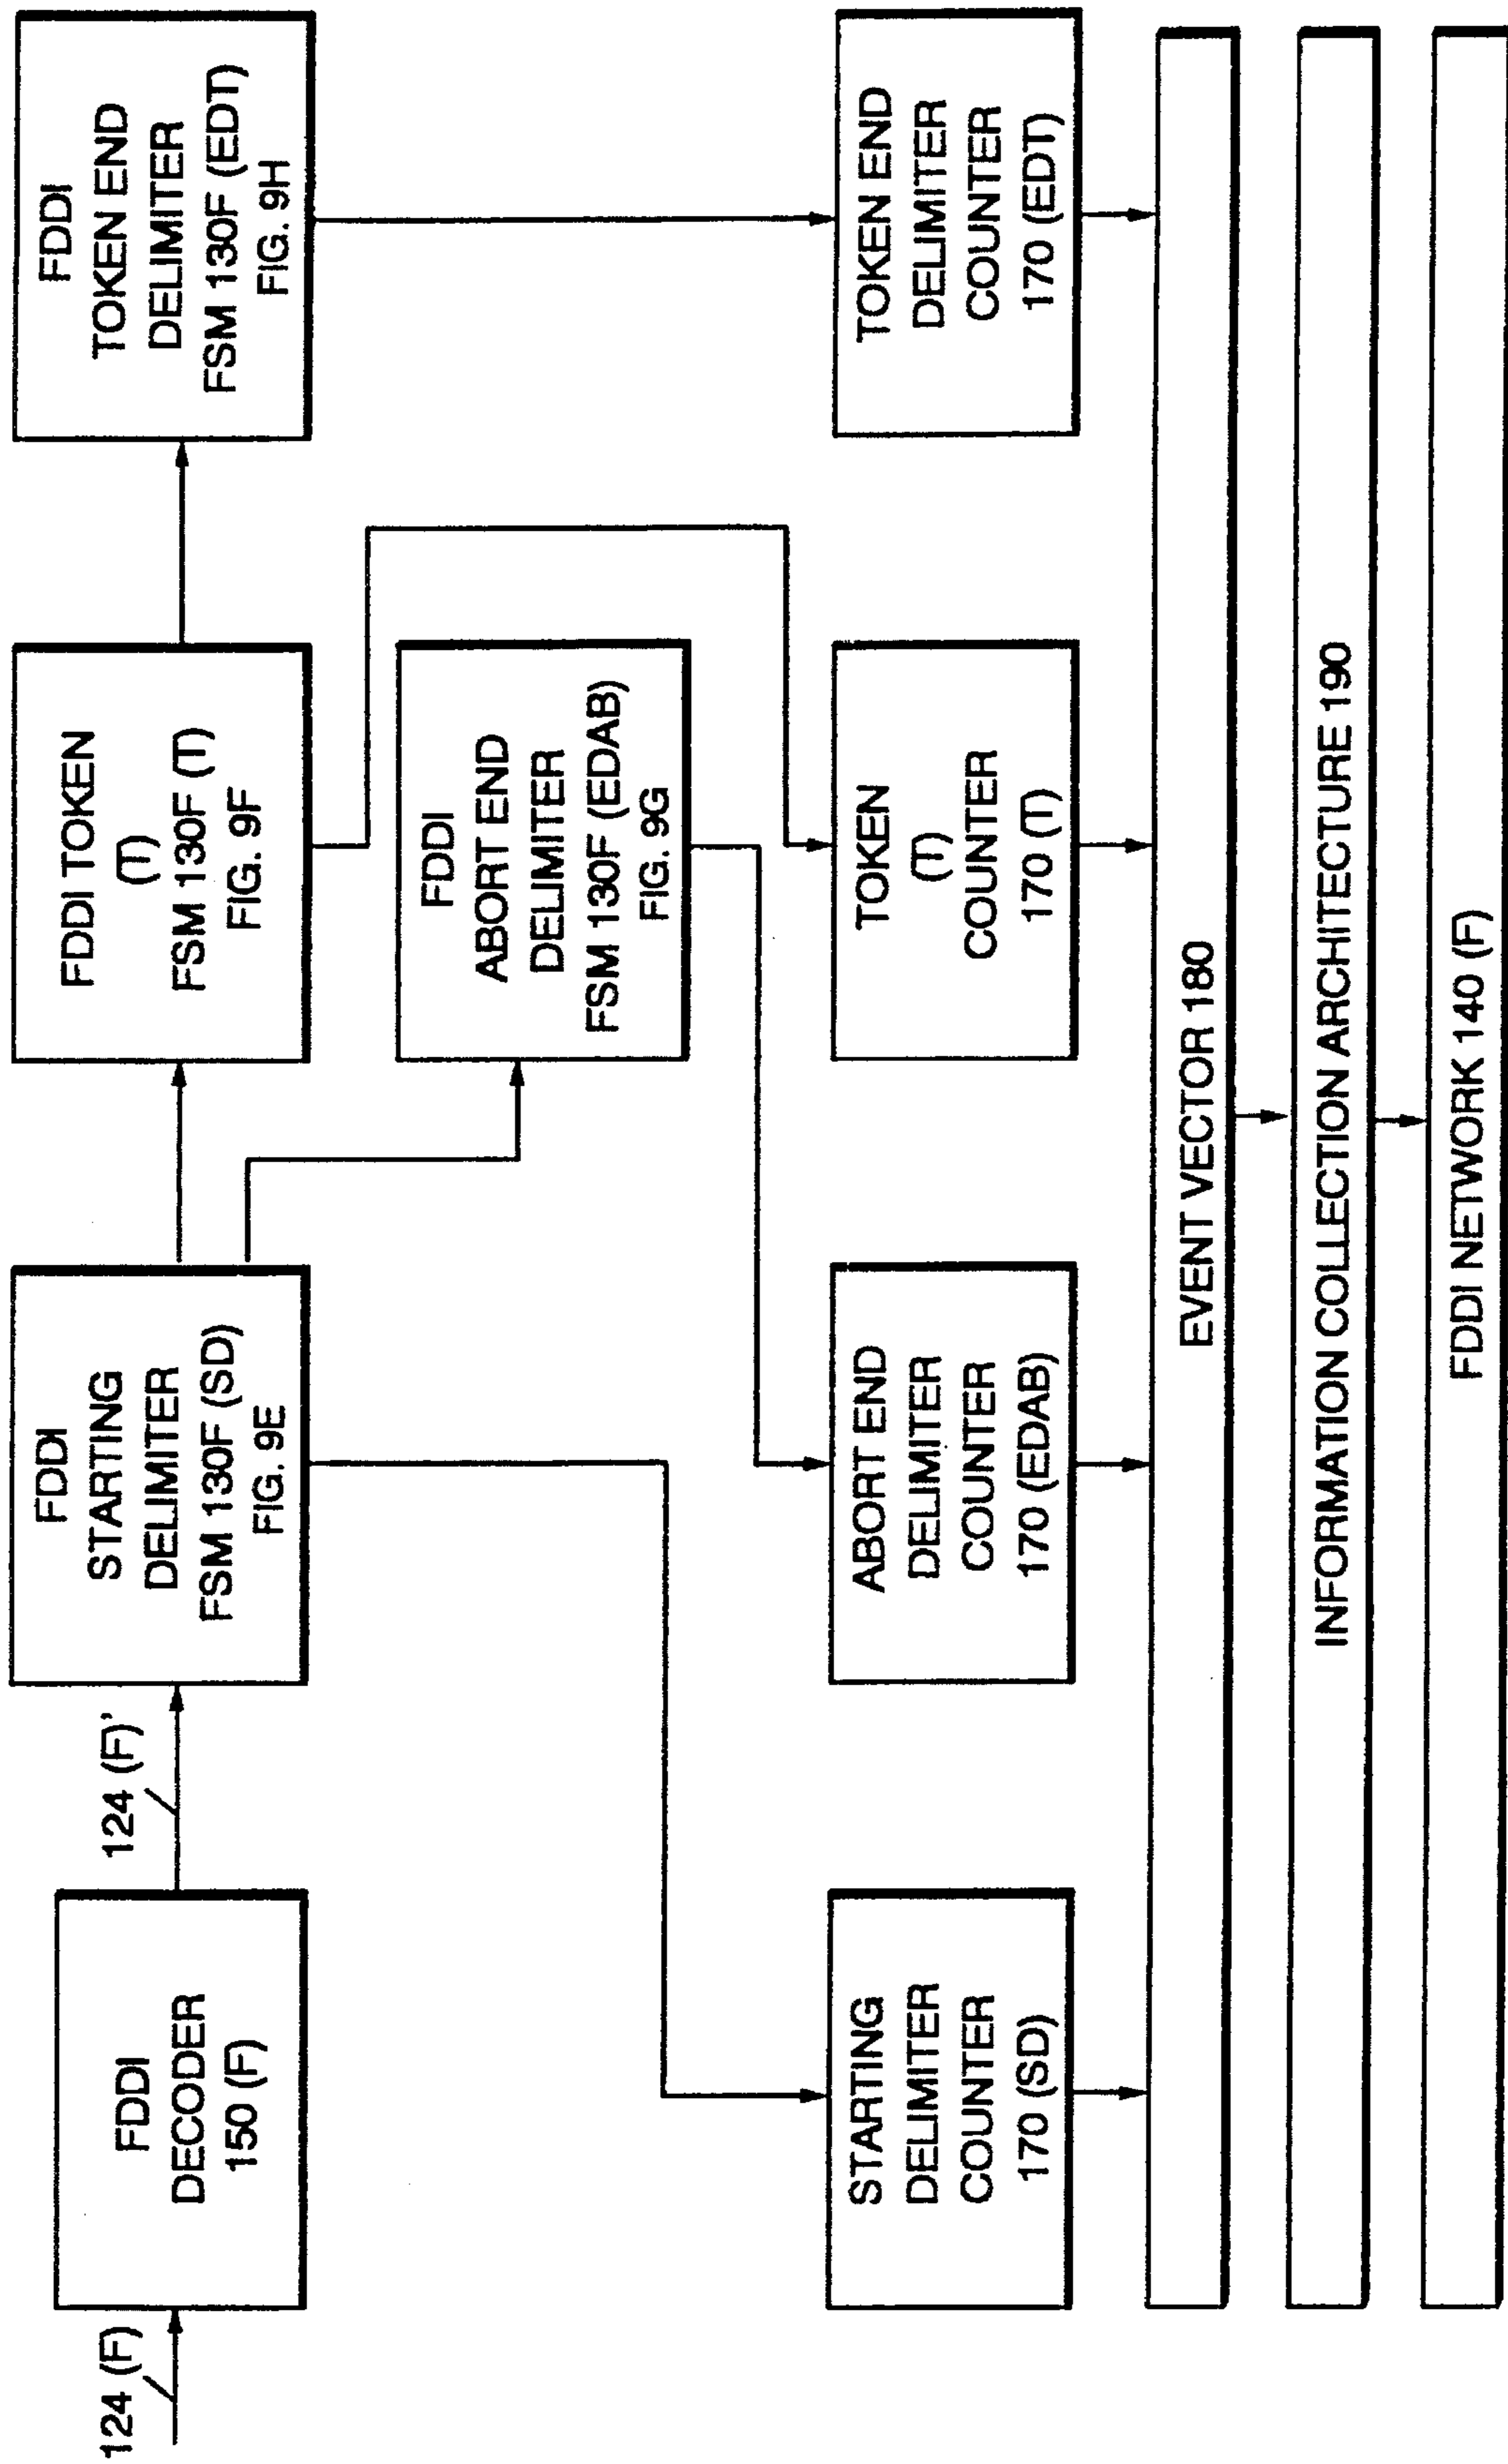 124 (F)
FDDI
DECODER
150 (F)
124 (F)'
FDDI
STARTING
DELIMITER
FSM 130F (SD)
FIG. 9E
FDDI TOKEN
(T)
FSM 130F (T)
FIG. 9F
FDDI
TOKEN END
DELIMITER
FSM 130F (EDT)
FIG. 9H
FDDI
ABORT END
DELIMITER
FSM 130F (EDAB)
FIG. 9G
STARTING
DELIMITER
COUNTER
170 (SD)
ABORT END
DELIMITER
COUNTER
170 (EDAB)
TOKEN
(T)
COUNTER
170 (T)
TOKEN END
DELIMITER
COUNTER
170 (EDT)
EVENT VECTOR 180
INFORMATION COLLECTION ARCHITECTURE 190
FDDI NETWORK 140 (F)